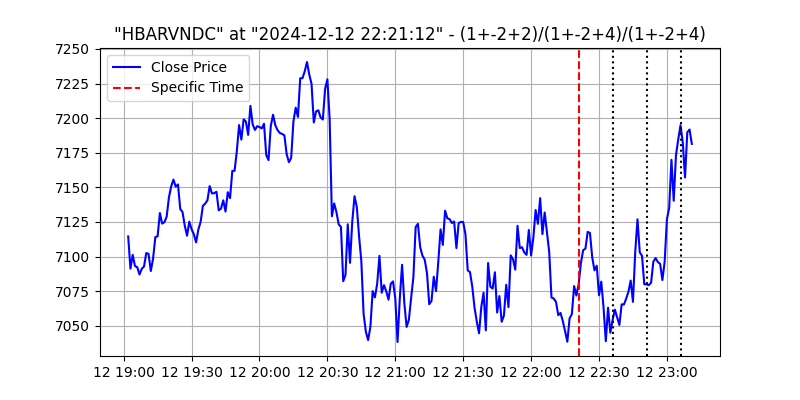 "HBARVNDC" at "2024-12-12 22:21:12" - (1+-2+2)/(1+-2+4)/(1+-2+4)
Close Price
Specific Time
7250
7225
7200
7175
7150
7125
7100
7075
7050
12 19:00 12 19:30 12 20:00 12 20:30 12 21:00 12 21:30 12 22:00 12 22:30 12 23:00